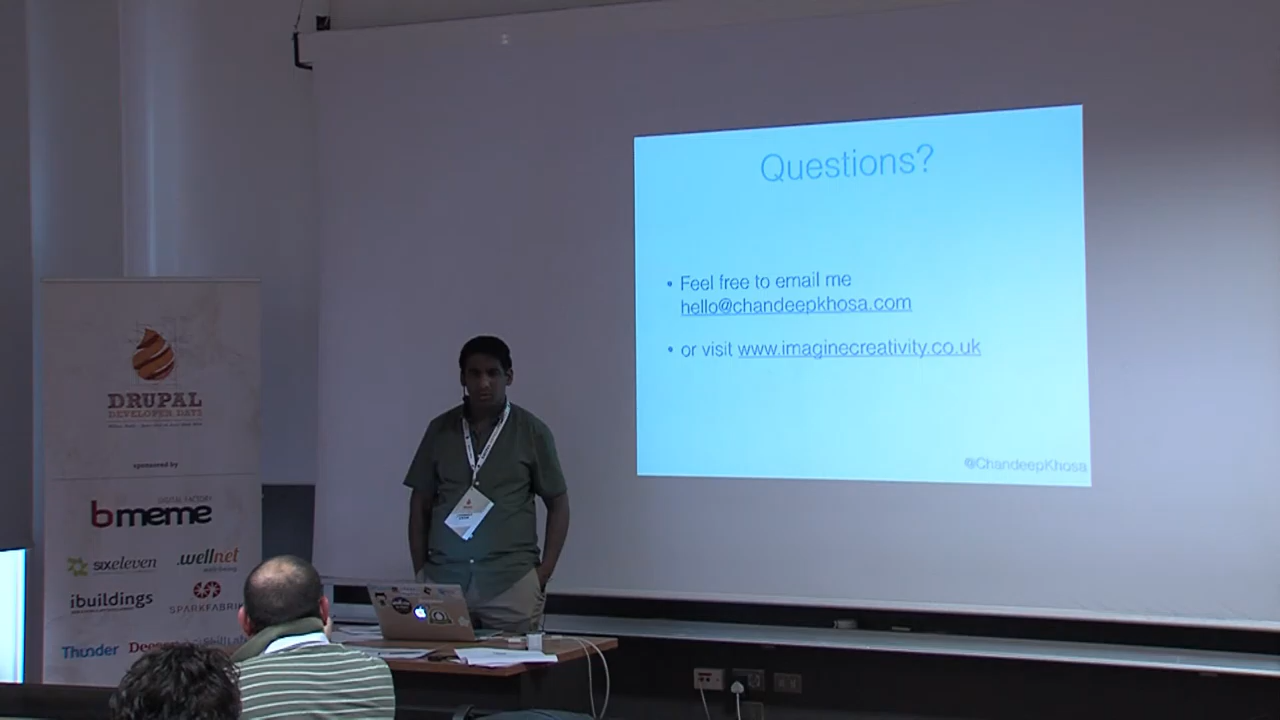 Questions?
• Feel free to email me
hello@chandeepkhosa.com
• or visit www.imaginecreativity.co.uk
@ChandeepKhosa
DRUPAL
DEVELOPER DAYS
sponsored by
DIGITAL FACTORY
bmeme
sixeleven
.wellnet
ibuildings
SPARKFABRIK
Thunder